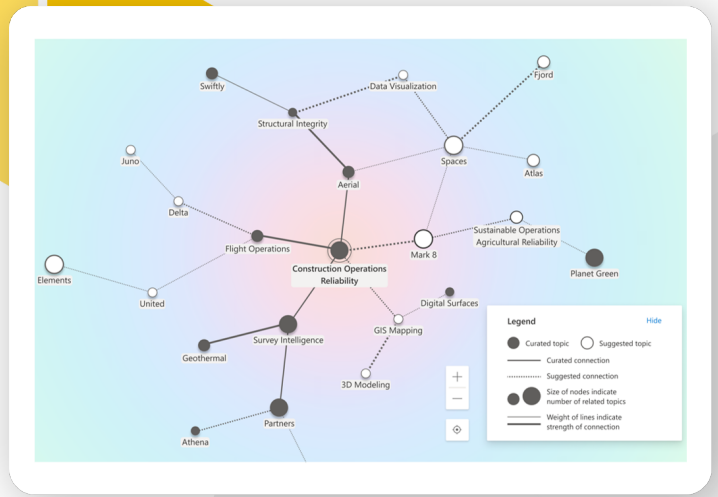 Swiftly
Data Visualization
Fjord
Structural Integrity
Juno
Spaces
Atlas
Aerial
Delta
Flight Operations
Mark 8
Sustainable Operations
Agricultural Reliability
Planet Green
Construction Operations
Reliability
Elements
United
Digital Surfaces
GIS Mapping
Survey Intelligence
Geothermal
3D Modeling
Partners
Athena
Legend
Hide
Curated topic
Suggested topic
Curated connection
Suggested connection
Size of nodes indicate
number of related topics
Weight of lines indicate
strength of connection